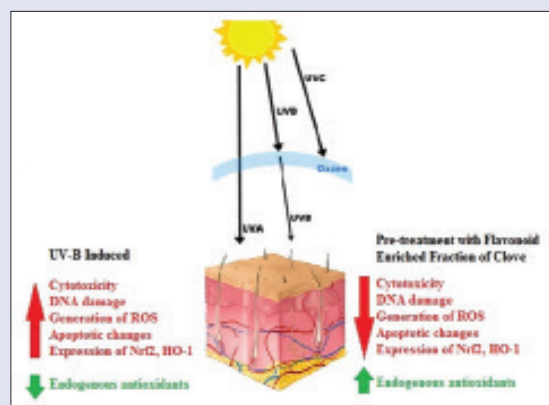 UVC
UVB
Ozone
UVB
UVA
UV-B Induced
Cytotoxicity
DNA damage
Generation of ROS
Apoptotic changes
Expression of Nrf2, HO-1
Endogenous antioxidants
Pre-treatment with Flavonoid
Enriched Fraction of Clove
Cytotoxicity
DNA damage
Generation of ROS
Apoptotic changes
Expression of Nrf2, HO-1
Endogenous antioxidants